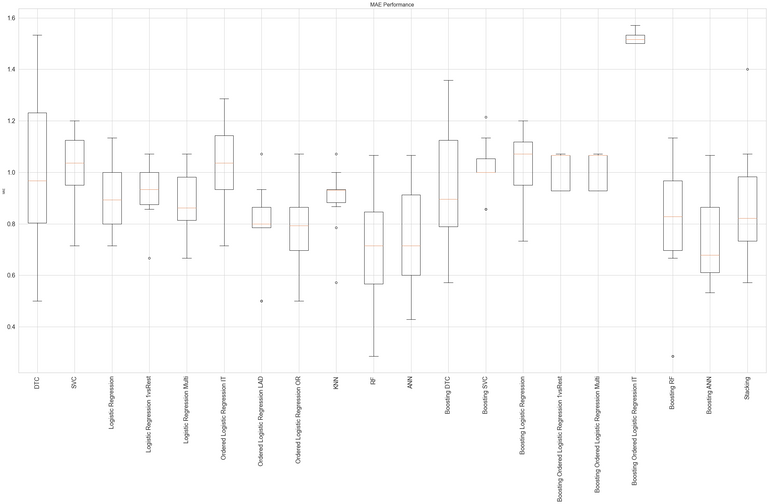 MAE Performance
1.6
1.4
1.2
1.0
0.8
0.6
0.4
DTC
SVC
Logistic Regression
Logistic Regression 1vsRest
Logistic Regression Multi
Ordered Logistic Regression IT
Ordered Logistic Regression LAD
Ordered Logistic Regression OR
KNN
RF
ANN
Boosting DTC
Boosting SVC
Boosting Logistic Regression
Boosting Ordered Logistic Regression 1vsRest
Boosting Ordered Logistic Regression Multi
Boosting Ordered Logistic Regression IT
Boosting RF
Boosting ANN
Stacking